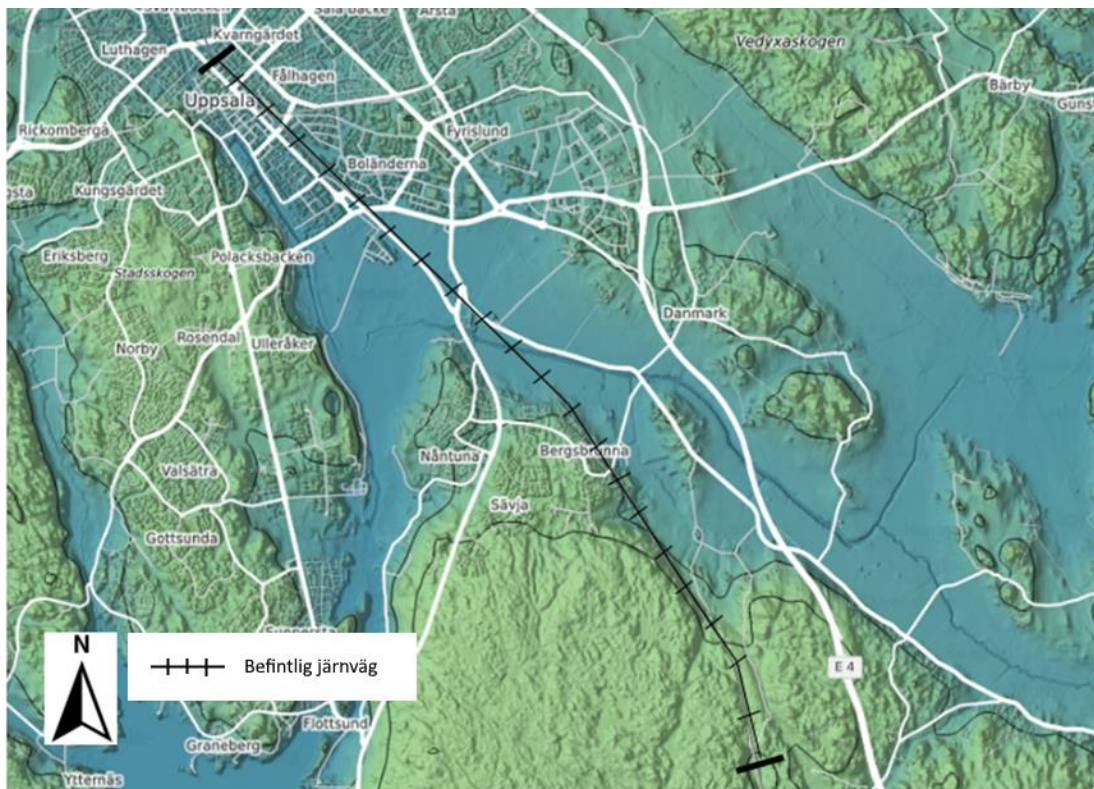 Sala backe
Årsta
Kvarngärdet
Luthagen
Vedyxaskogen
Fålhagen
Bärby
Uppsala
Rickomberga
Fyrislund
Boländerna
Kungsgärdet
Eriksberg
Polacksbacken
Stadsskogen
Danmark
Norby
Rosendal
Ulleråker
Nåntuna
Bergsbrunna
Valsätra
Sävja
Gottsunda
N
Befintlig järnväg
E 4
Flottsund
Graneberg
Ytternäs